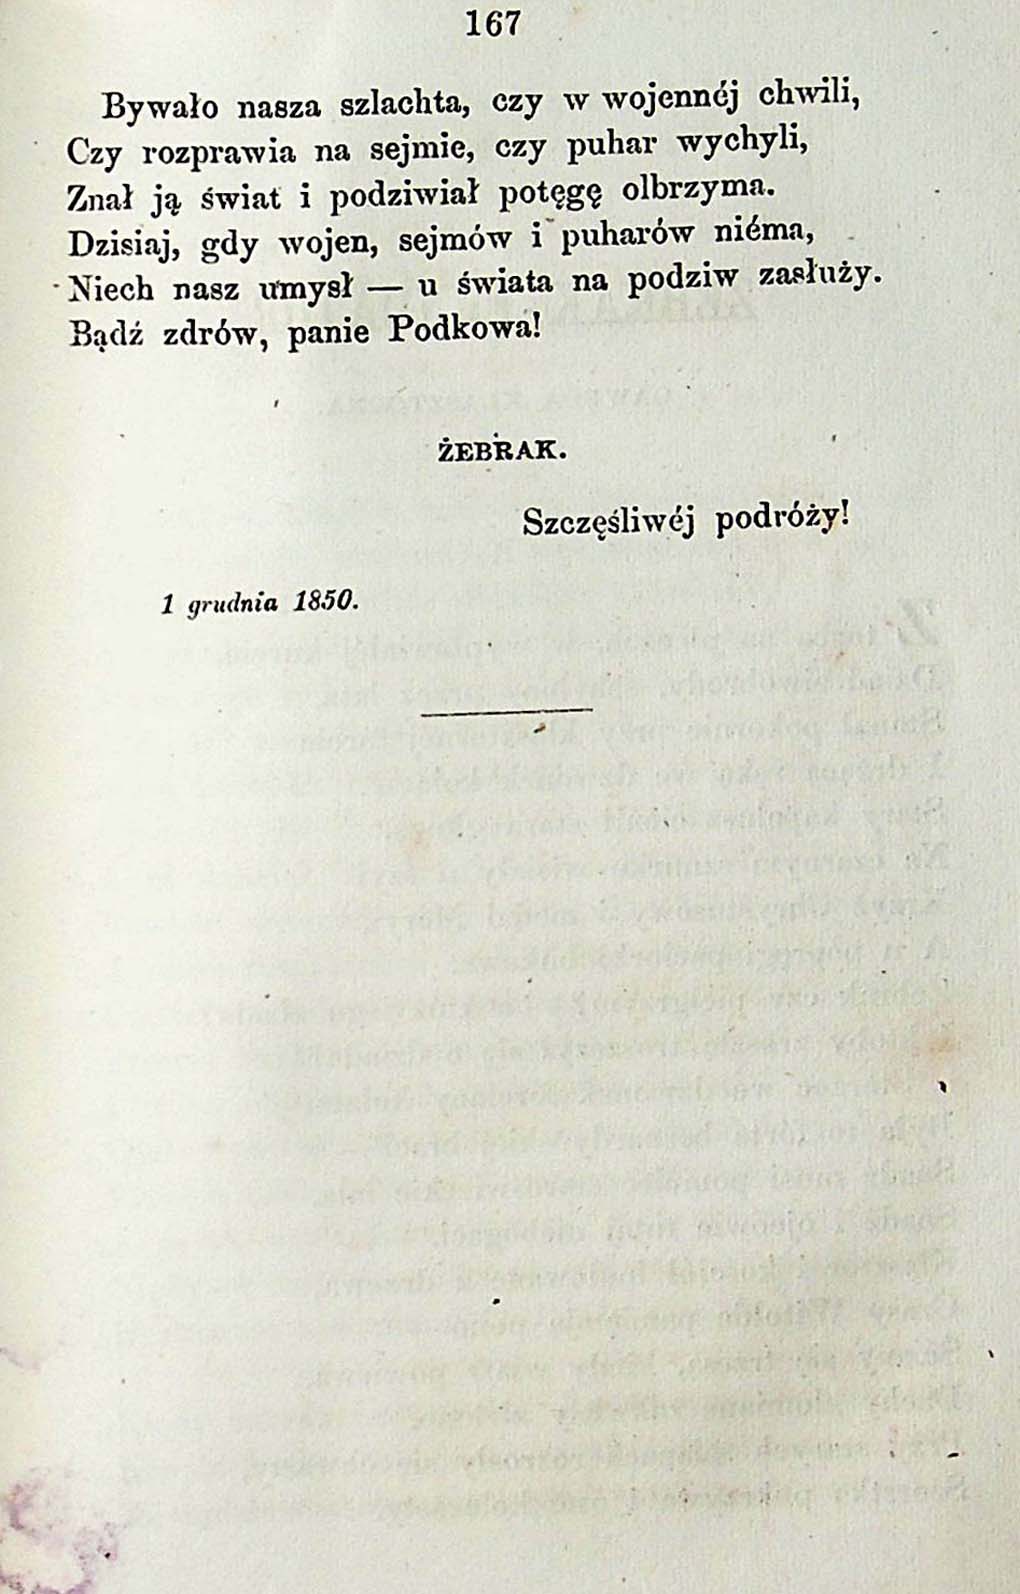 167
Bywało nasza szlachta, czy w wojennéj chwili,
Czy rozprawia na sejmie, czy puhar wychyli,
Znał ją świat i podziwiał potęgę olbrzyma.
Dzisiaj, gdy wojen, sejmów i puharów niéma,
Niech nasz umysł — u świata na podziw zasłuży.
Bądź zdrów, panie Podkowa!
ŻEBRAK.
Szczęśliwéj podróży!
1 grudnia 1850.